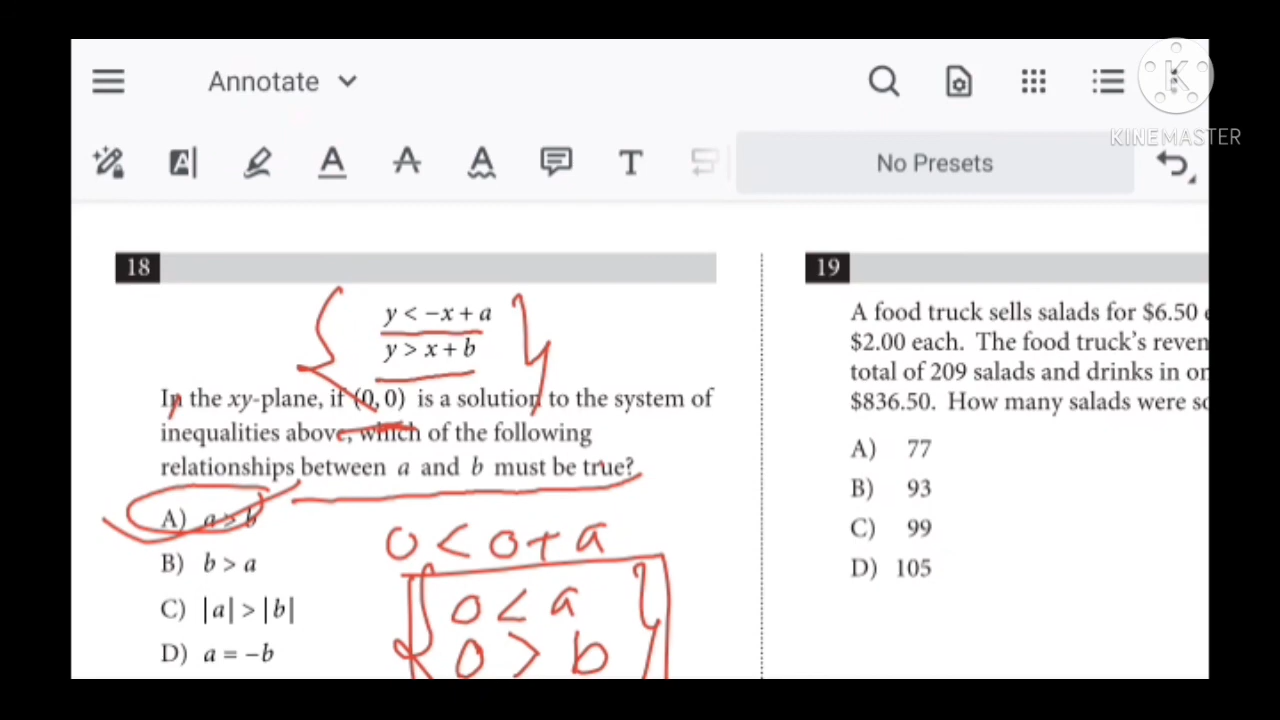 Annotate
KINEMASTER
No Presets
18
y < −x + a
y > x + b
In the xy-plane, if (0, 0) is a solution to the system of
inequalities above, which of the following
relationships between a and b must be true?
A) a > b
B) b > a
C) |a| > |b|
D) a = −b
0 < 0 + a
0 < a
0 > b
19
A food truck sells salads for $6.50
$2.00 each. The food truck's reven
total of 209 salads and drinks in on
$836.50. How many salads were so
A) 77
B) 93
C) 99
D) 105